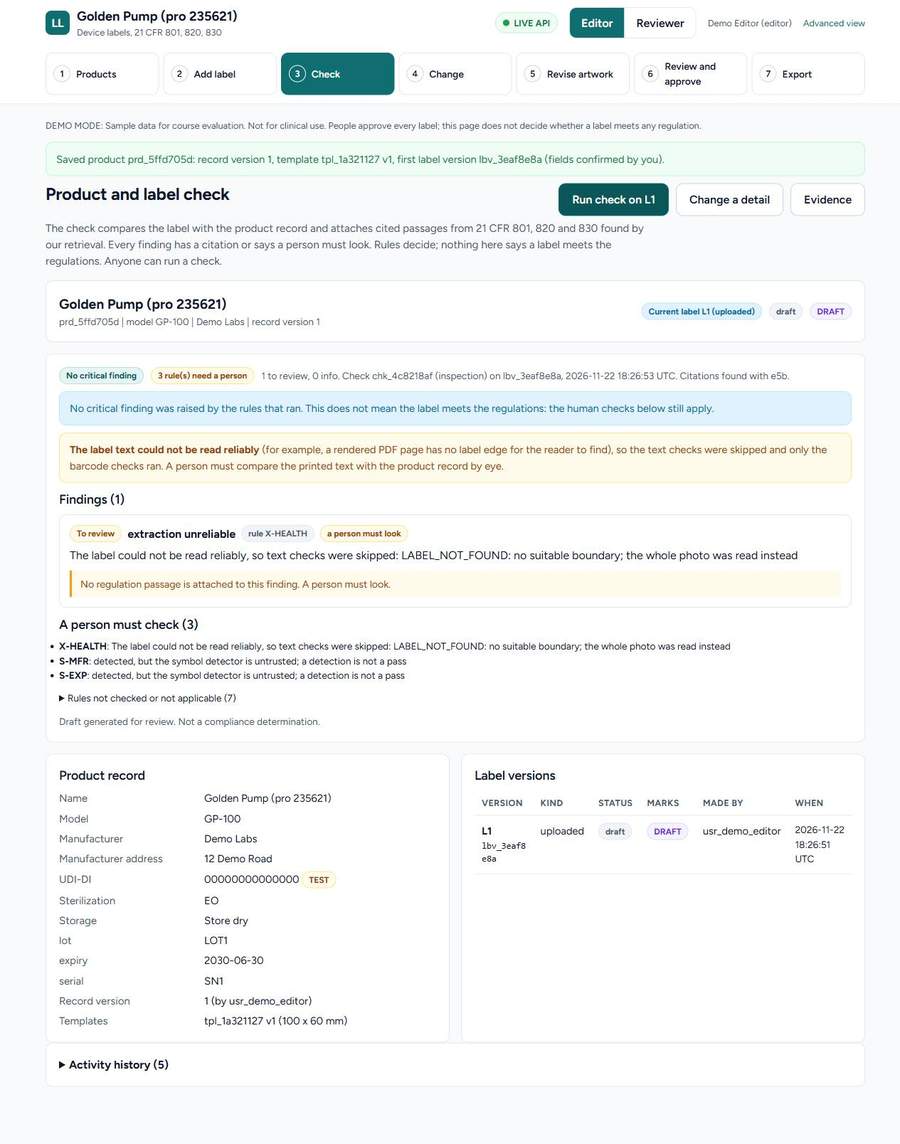 LL
Golden Pump (pro 235621)
Device labels, 21 CFR 801, 820, 830
LIVE API
Editor
Reviewer
Demo Editor (editor)
Advanced view
1 Products
2 Add label
3 Check
4 Change
5 Revise artwork
6 Review and approve
7 Export
DEMO MODE: Sample data for course evaluation. Not for clinical use. People approve every label; this page does not decide whether a label meets any regulation.
Saved product prd_5ffd705d: record version 1, template tpl_1a321127 v1, first label version lbv_3eaf8e8a (fields confirmed by you).
Product and label check
Run check on L1
Change a detail
Evidence
The check compares the label with the product record and attaches cited passages from 21 CFR 801, 820 and 830 found by
our retrieval. Every finding has a citation or says a person must look. Rules decide; nothing here says a label meets the
regulations. Anyone can run a check.
Golden Pump (pro 235621)
prd_5ffd705d | model GP-100 | Demo Labs | record version 1
Current label L1 (uploaded)
draft
DRAFT
No critical finding
3 rule(s) need a person
1 to review, 0 info. Check chk_4c8218af (inspection) on lbv_3eaf8e8a, 2026-11-22 18:26:53 UTC. Citations found with e5b.
No critical finding was raised by the rules that ran. This does not mean the label meets the regulations: the human checks below still apply.
The label text could not be read reliably (for example, a rendered PDF page has no label edge for the reader to find), so the text checks were skipped and only the
barcode checks ran. A person must compare the printed text with the product record by eye.
Findings (1)
To review
extraction unreliable
rule X-HEALTH
a person must look
The label could not be read reliably, so text checks were skipped: LABEL_NOT_FOUND: no suitable boundary; the whole photo was read instead
No regulation passage is attached to this finding. A person must look.
A person must check (3)
• X-HEALTH: The label could not be read reliably, so text checks were skipped: LABEL_NOT_FOUND: no suitable boundary; the whole photo was read instead
• S-MFR: detected, but the symbol detector is untrusted; a detection is not a pass
• S-EXP: detected, but the symbol detector is untrusted; a detection is not a pass
▶ Rules not checked or not applicable (7)
Draft generated for review. Not a compliance determination.
Product record
Name Golden Pump (pro 235621)
Model GP-100
Manufacturer Demo Labs
Manufacturer address 12 Demo Road
UDI-DI 00000000000000 TEST
Sterilization EO
Storage Store dry
lot LOT1
expiry 2030-06-30
serial SN1
Record version 1 (by usr_demo_editor)
Templates tpl_1a321127 v1 (100 x 60 mm)
Label versions
VERSION KIND STATUS MARKS MADE BY WHEN
L1 uploaded draft DRAFT usr_demo_editor 2026-11-22
lbv_3eaf8 18:26:51
e8a UTC
▶ Activity history (5)